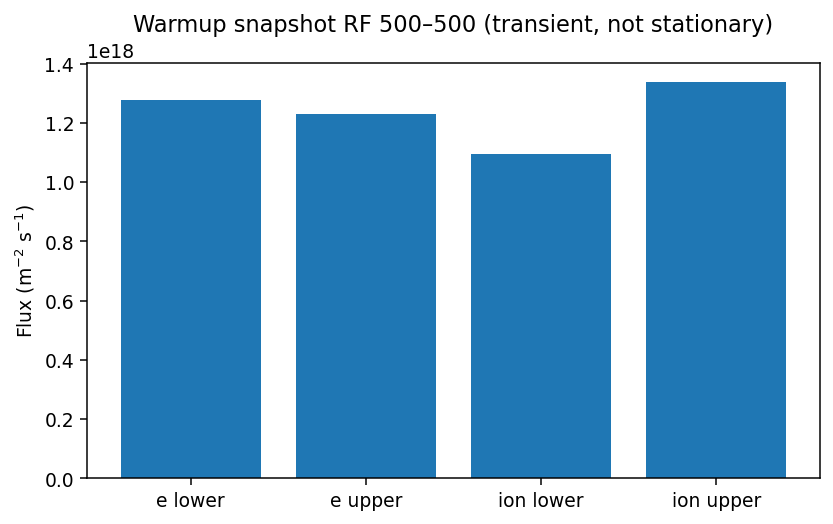 Warmup snapshot RF 500–500 (transient, not stationary)
1e18
1.4
1.2
1.0
0.8
0.6
0.4
0.2
0.0
Flux (m⁻² s⁻¹)
e lower
e upper
ion lower
ion upper